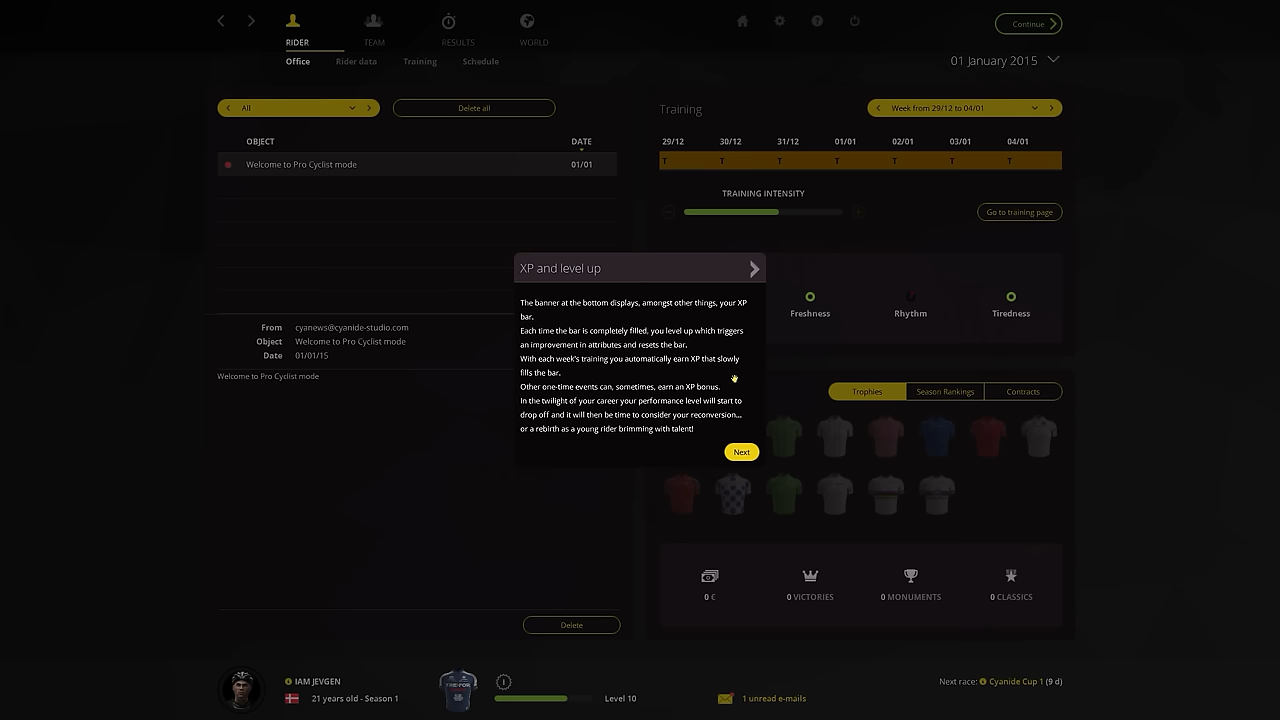 RIDER
TEAM
RESULTS
WORLD
Continue
Office
Rider data
Training
Schedule
01 January 2015
All
Delete all
OBJECT
DATE
Welcome to Pro Cyclist mode
01/01
Training
Week from 29/12 to 04/01
29/12
30/12
31/12
01/01
02/01
03/01
04/01
T
T
T
T
T
T
T
TRAINING INTENSITY
Go to training page
XP and level up
The banner at the bottom displays, amongst other things, your XP
bar.
Each time the bar is completely filled, you level up which triggers
an improvement in attributes and resets the bar.
With each week's training you automatically earn XP that slowly
fills the bar.
Other one-time events can, sometimes, earn an XP bonus.
In the twilight of your career your performance level will start to
drop off and it will then be time to consider your reconversion...
or a rebirth as a young rider brimming with talent!
Next
Freshness
Rhythm
Tiredness
From
cyanews@cyanide-studio.com
Object
Welcome to Pro Cyclist mode
Date
01/01/15
Welcome to Pro Cyclist mode
Trophies
Season Rankings
Contracts
0 €
0 VICTORIES
0 MONUMENTS
0 CLASSICS
Delete
IAM JEVGEN
21 years old - Season 1
TREFOR
Level 10
1 unread e-mails
Next race: Cyanide Cup 1 (9 d)